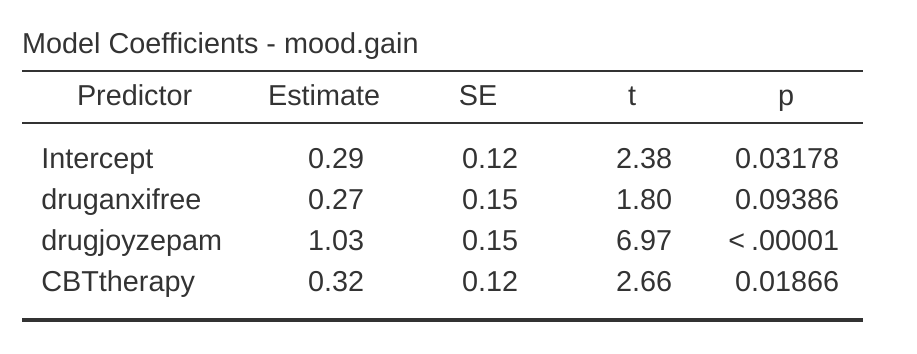 Model Coefficients - mood.gain
Predictor Estimate SE t p
Intercept 0.29 0.12 2.38 0.03178
druganxifree 0.27 0.15 1.80 0.09386
drugjoyzepam 1.03 0.15 6.97 < .00001
CBTtherapy 0.32 0.12 2.66 0.01866